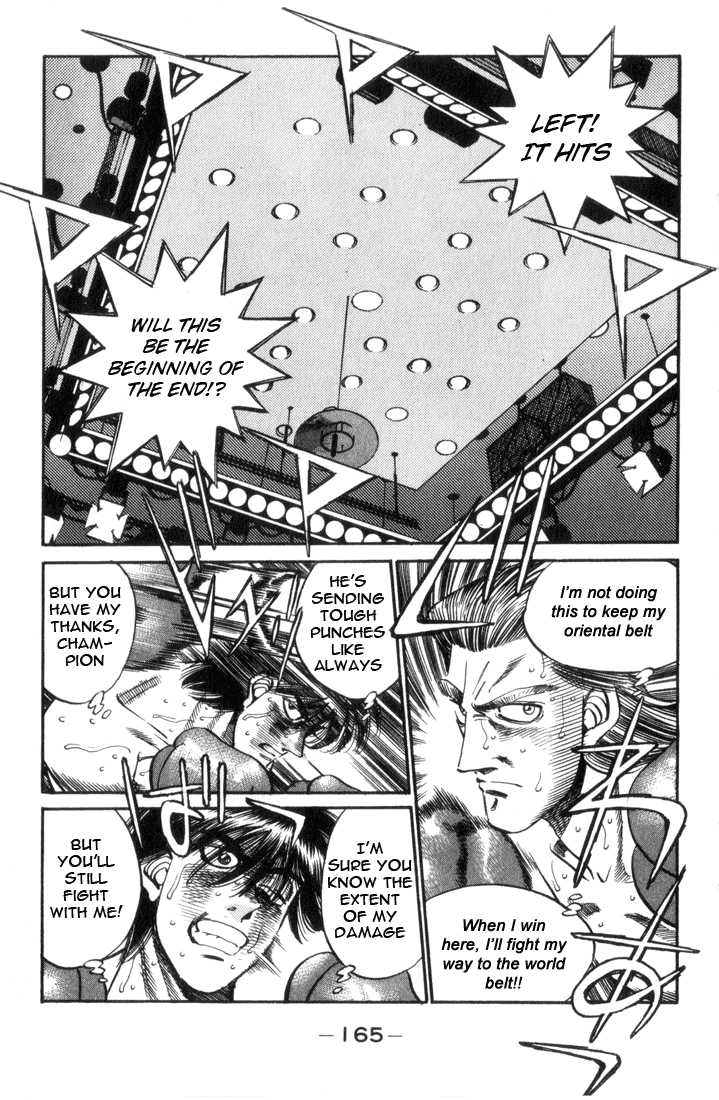 LEFT!
IT HITS
WILL THIS
BE THE
BEGINNING OF
THE END!?
I'm not doing
this to keep my
oriental belt
When I win
here, I'll fight my
way to the world
belt!!
HE'S
SENDING
TOUGH
PUNCHES
LIKE
ALWAYS
BUT YOU
HAVE MY
THANKS,
CHAM-
PION
I'M
SURE YOU
KNOW THE
EXTENT
OF MY
DAMAGE
BUT
YOU'LL
STILL
FIGHT
WITH ME!
–165–